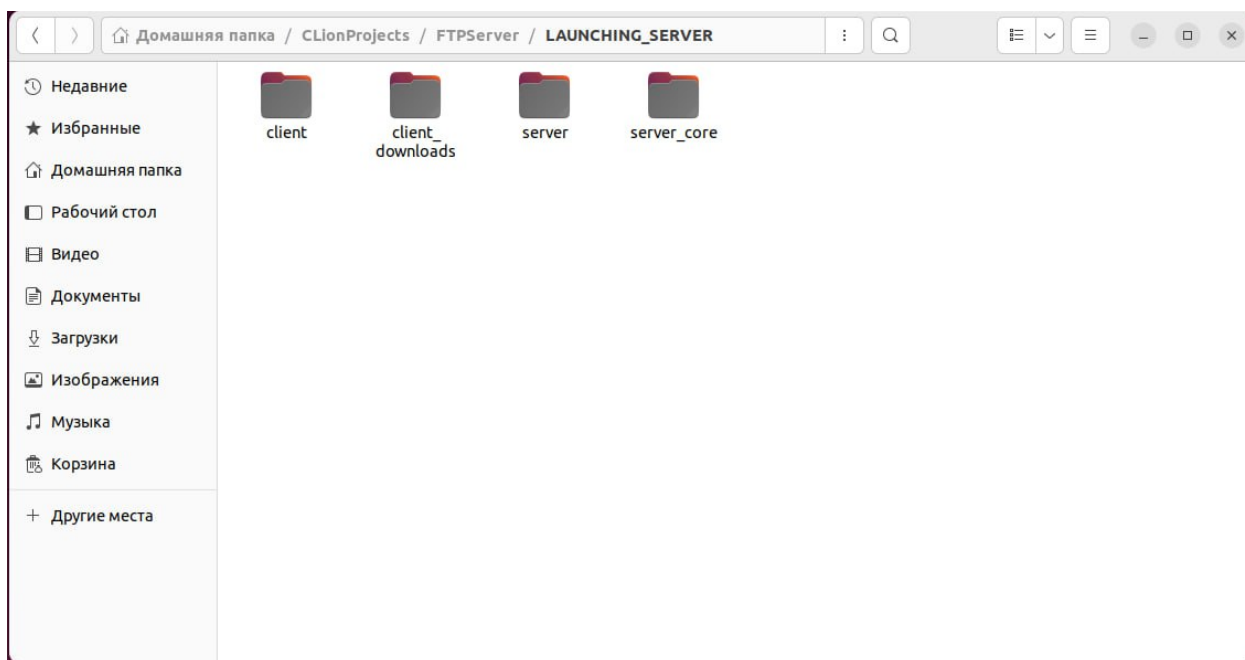 Домашняя папка / CLionProjects / FTPServer / LAUNCHING_SERVER
Недавние
Избранные
Домашняя папка
Рабочий стол
Видео
Документы
Загрузки
Изображения
Музыка
Корзина
+ Другие места
client
client_
downloads
server
server_core